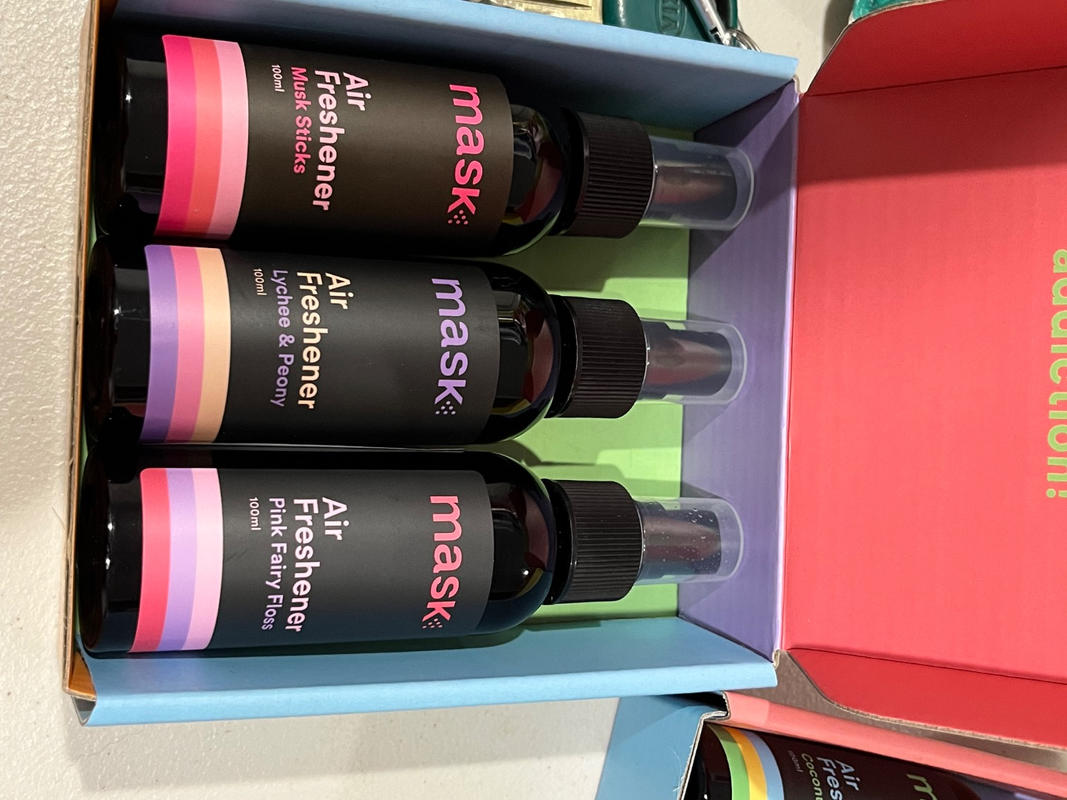 mask
Air
Freshener
Musk Sticks
100ml
mask
Air
Freshener
Lychee & Peony
100ml
mask
Air
Freshener
Pink Fairy Floss
100ml
addiction!
Air